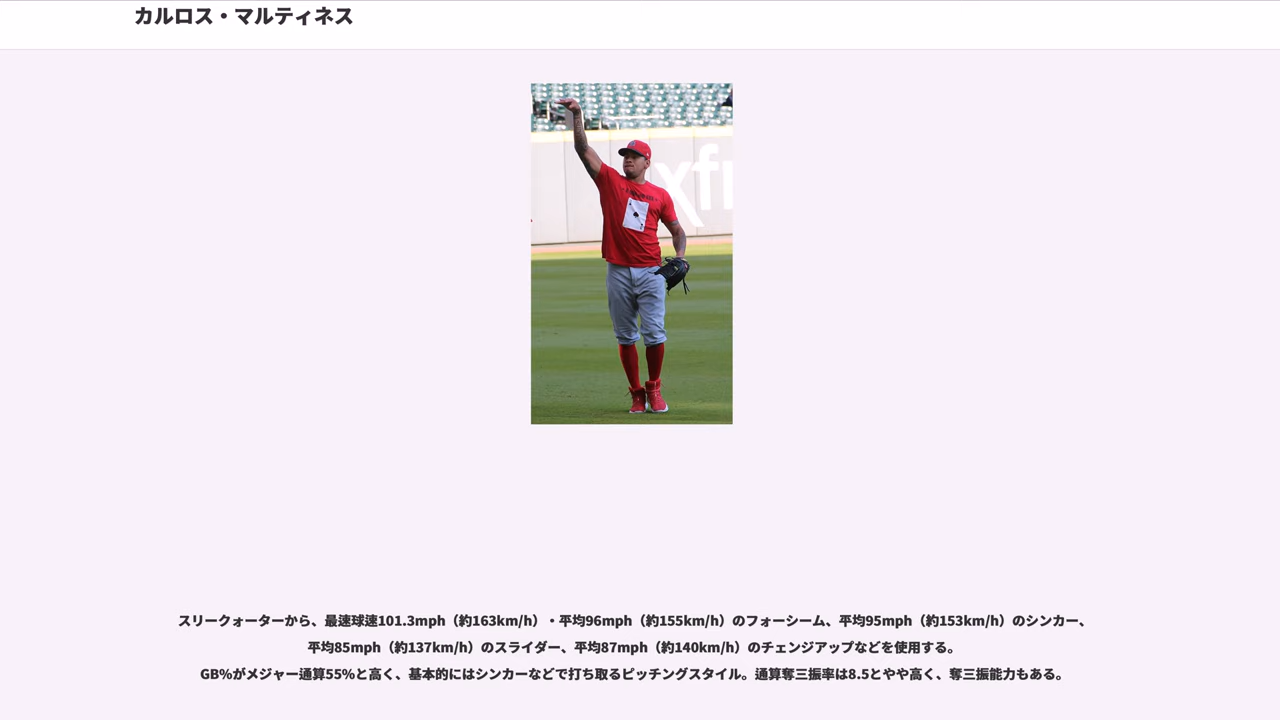 カルロス・マルティネス
xfi
スリークォーターから、最速球速101.3mph（約163km/h）・平均96mph（約155km/h）のフォーシーム、平均95mph（約153km/h）のシンカー、
平均85mph（約137km/h）のスライダー、平均87mph（約140km/h）のチェンジアップなどを使用する。
GB%がメジャー通算55%と高く、基本的にはシンカーなどで打ち取るピッチングスタイル。通算奪三振率は8.5とやや高く、奪三振能力もある。